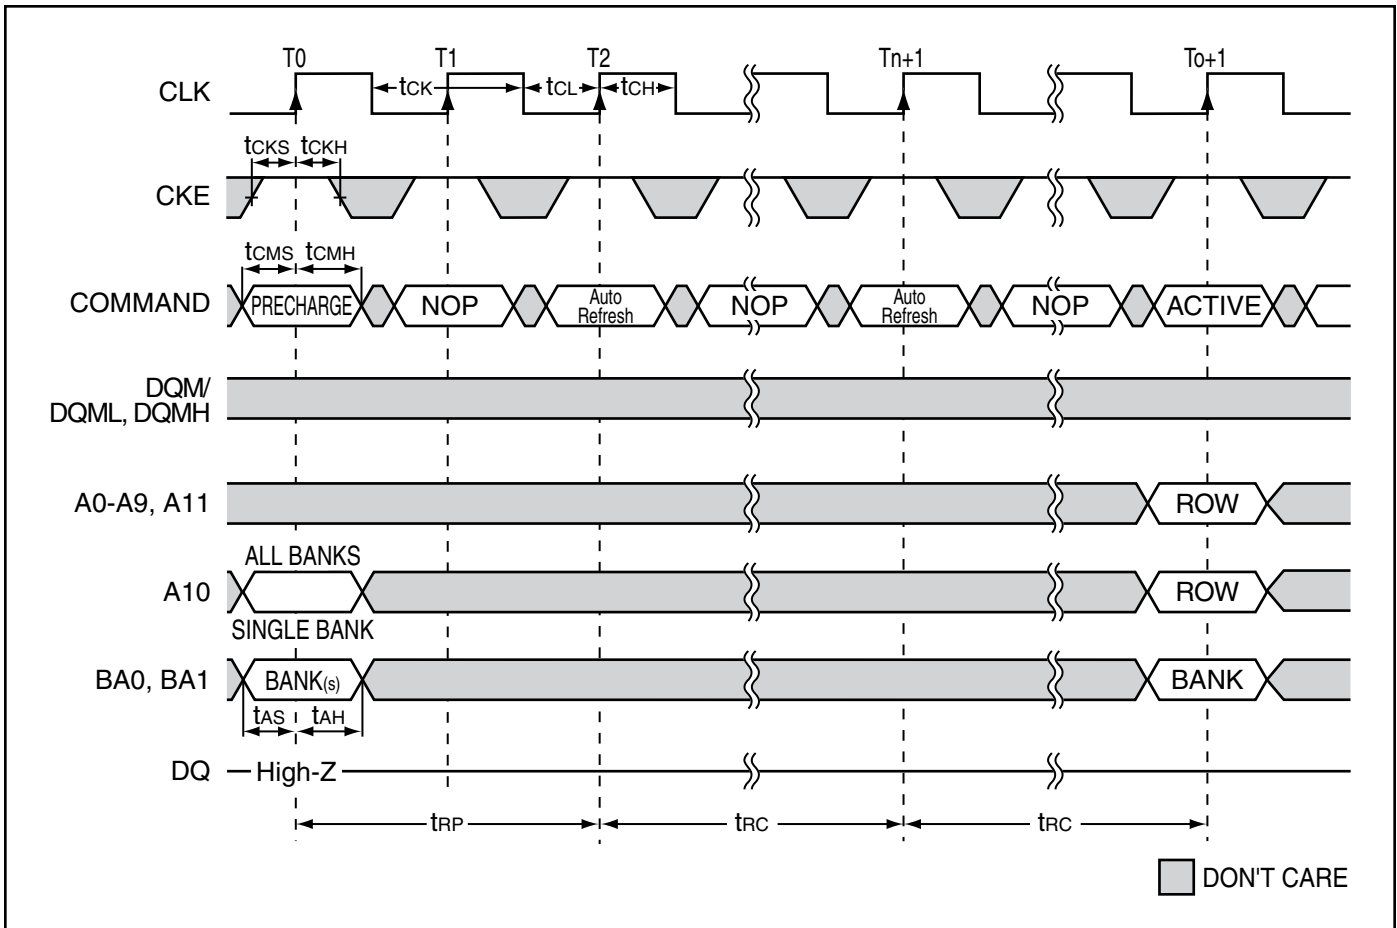 T0 T1 T2 Tn+1 To+1
CLK tCK tCL tCH
tCKS tCKH
CKE
tCMS tCMH
COMMAND PRECHARGE NOP Auto Refresh NOP Auto Refresh NOP ACTIVE
DQM/
DQML, DQMH
A0-A9, A11 ROW
ALL BANKS
A10 ROW
SINGLE BANK
BA0, BA1 BANK(s) BANK
tAS tAH
DQ High-Z
tRP tRC tRC
DON'T CARE